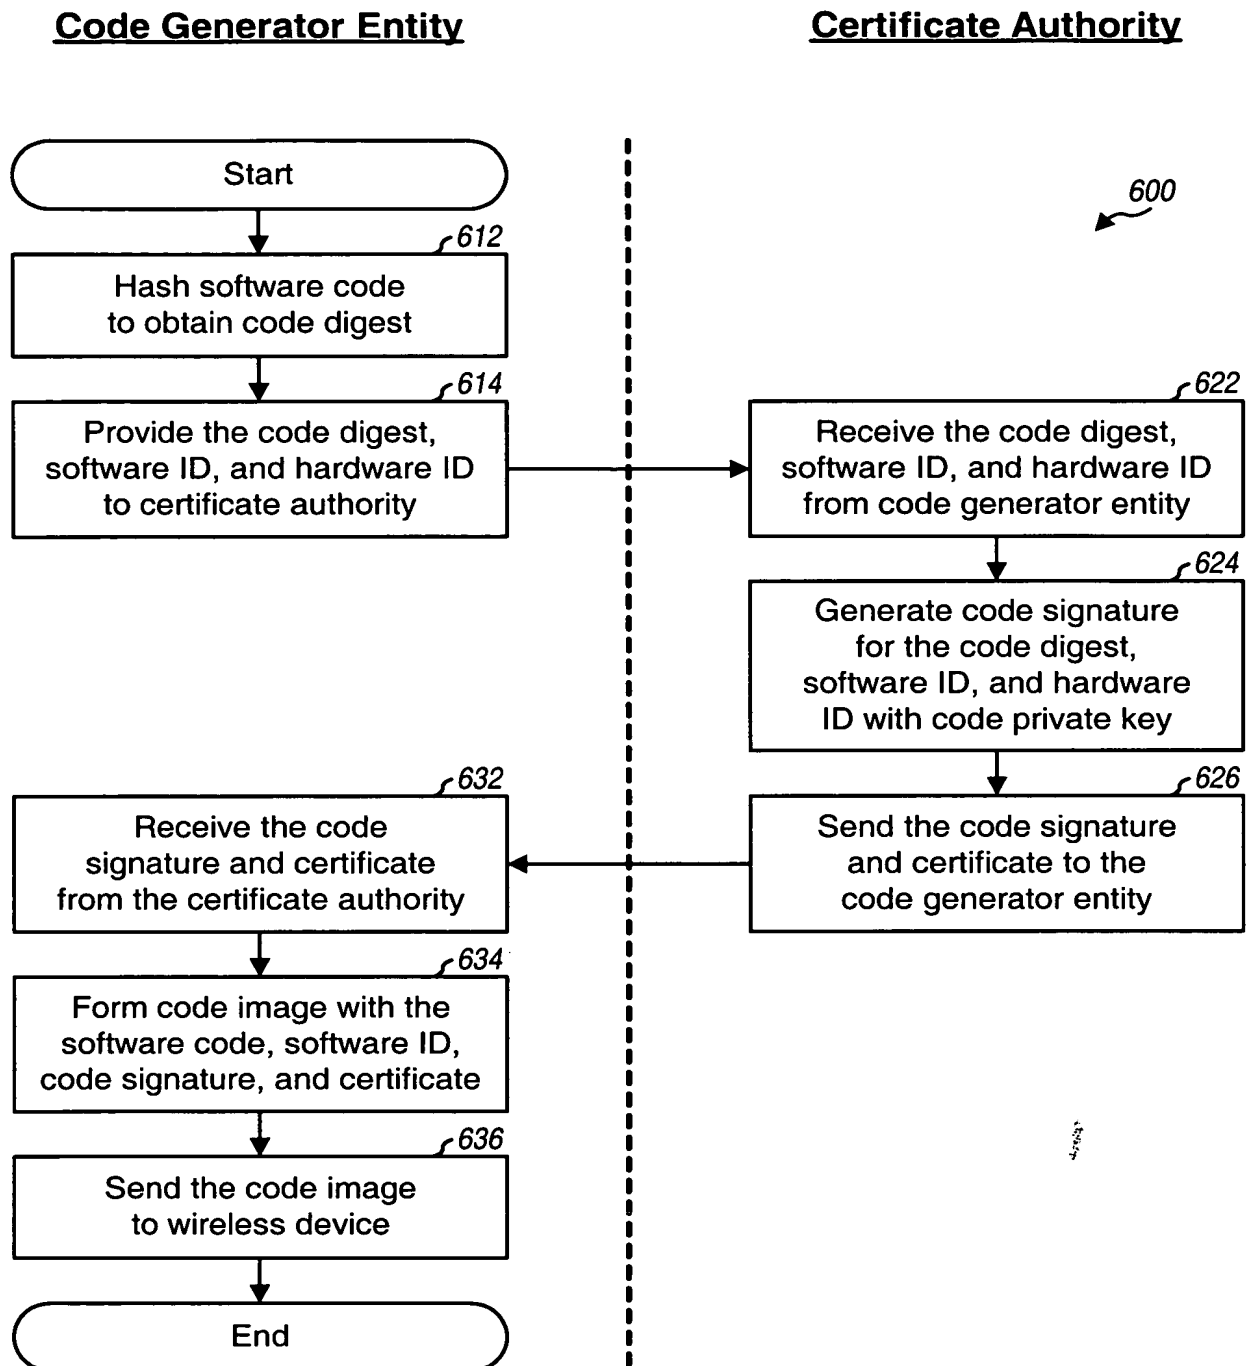 Code Generator Entity
Certificate Authority
Start
600
612
Hash software code
to obtain code digest
614
Provide the code digest,
software ID, and hardware ID
to certificate authority
622
Receive the code digest,
software ID, and hardware ID
from code generator entity
624
Generate code signature
for the code digest,
software ID, and hardware
ID with code private key
626
Send the code signature
and certificate to the
code generator entity
632
Receive the code
signature and certificate
from the certificate authority
634
Form code image with the
software code, software ID,
code signature, and certificate
636
Send the code image
to wireless device
End